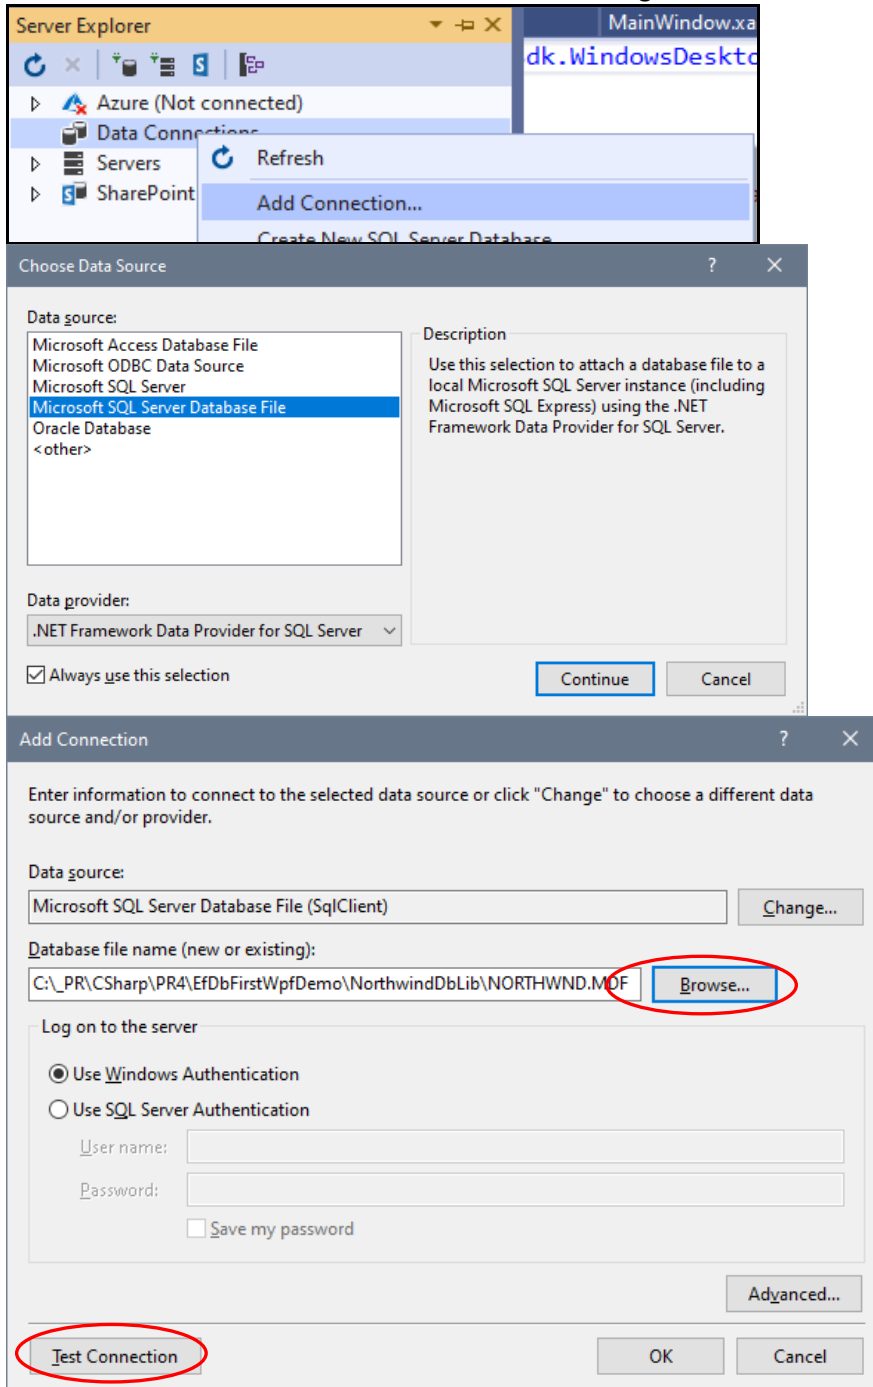 Server Explorer
MainWindow.xa
dk.WindowsDeskto
Azure (Not connected)
Data Connections
Refresh
Servers
SharePoint
Add Connection...
Create New SQL Server Database
Choose Data Source
Data source:
Microsoft Access Database File
Microsoft ODBC Data Source
Microsoft SQL Server
Microsoft SQL Server Database File
Oracle Database
<other>
Description
Use this selection to attach a database file to a
local Microsoft SQL Server instance (including
Microsoft SQL Express) using the .NET
Framework Data Provider for SQL Server.
Data provider:
.NET Framework Data Provider for SQL Server
Always use this selection
Continue
Cancel
Add Connection
Enter information to connect to the selected data source or click "Change" to choose a different data
source and/or provider.
Data source:
Microsoft SQL Server Database File (SqlClient)
Change...
Database file name (new or existing):
C:\_PR\CSharp\PR4\EfDbFirstWpfDemo\NorthwindDbLib\NORTHWND.MDF
Browse...
Log on to the server
Use Windows Authentication
Use SQL Server Authentication
User name:
Password:
Save my password
Advanced...
Test Connection
OK
Cancel